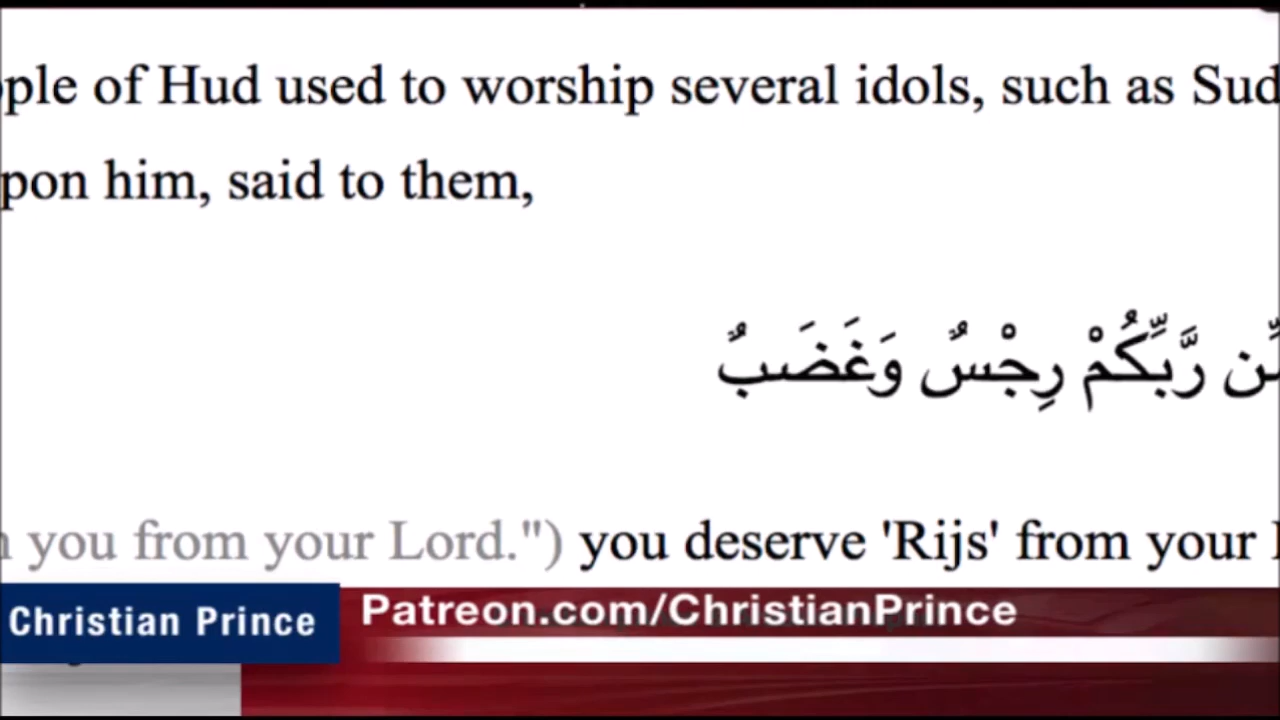 ple of Hud used to worship several idols, such as Sud
pon him, said to them,
ن رَّبِّكُمْ رِجْسٌ وَغَضَبٌ
you from your Lord.") you deserve 'Rijs' from your
Christian Prince
Patreon.com/ChristianPrince